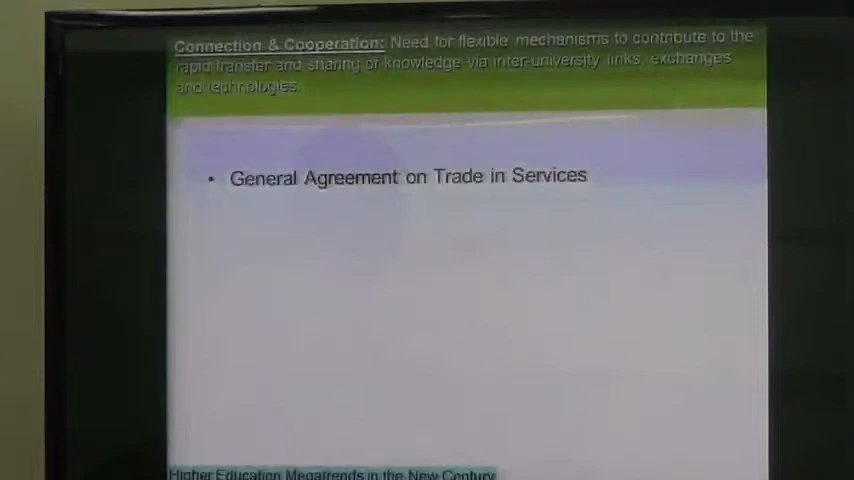 Connection & Cooperation: Need for flexible mechanisms to contribute to the
rapid transfer and sharing of knowledge via inter-university links, exchanges
and technologies.
• General Agreement on Trade in Services
Higher Education Megatrends in the New Century